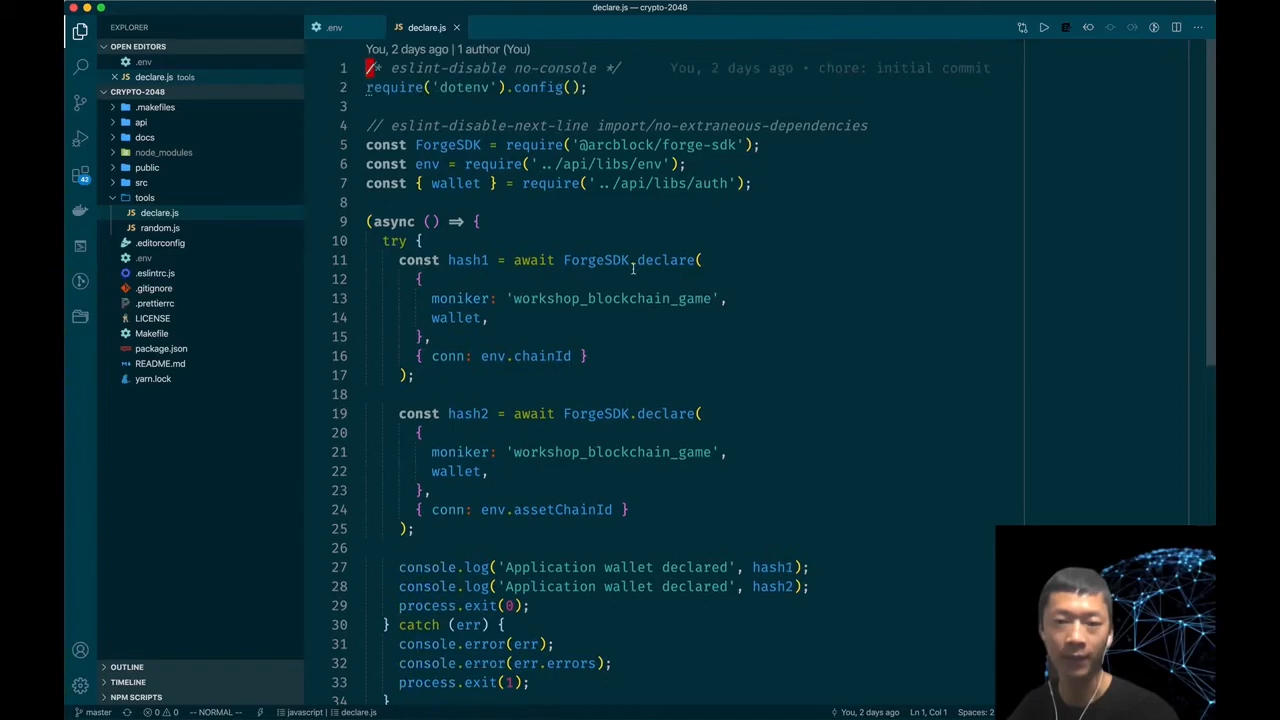 declare.js — crypto-2048
EXPLORER
.env
declare.js
OPEN EDITORS
.env
declare.js tools
CRYPTO-2048
.makefiles
api
docs
node_modules
public
src
tools
declare.js
random.js
.editorconfig
.env
.eslintrc.js
.gitignore
.prettierrc
LICENSE
Makefile
package.json
README.md
yarn.lock
OUTLINE
TIMELINE
NPM SCRIPTS
42
You, 2 days ago | 1 author (You)
1 /* eslint-disable no-console */ You, 2 days ago • chore: initial commit
2 require('dotenv').config();
3
4 // eslint-disable-next-line import/no-extraneous-dependencies
5 const ForgeSDK = require('@arcblock/forge-sdk');
6 const env = require('../api/libs/env');
7 const { wallet } = require('../api/libs/auth');
8
9 (async () => {
10 try {
11 const hash1 = await ForgeSDK.declare(
12 {
13 moniker: 'workshop_blockchain_game',
14 wallet,
15 },
16 { conn: env.chainId }
17 );
18
19 const hash2 = await ForgeSDK.declare(
20 {
21 moniker: 'workshop_blockchain_game',
22 wallet,
23 },
24 { conn: env.assetChainId }
25 );
26
27 console.log('Application wallet declared', hash1);
28 console.log('Application wallet declared', hash2);
29 process.exit(0);
30 } catch (err) {
31 console.error(err);
32 console.error(err.errors);
33 process.exit(1);
34 }
master 0 0 -- NORMAL -- javascript | declare.js You, 2 days ago Ln 1, Col 1 Spaces: 2